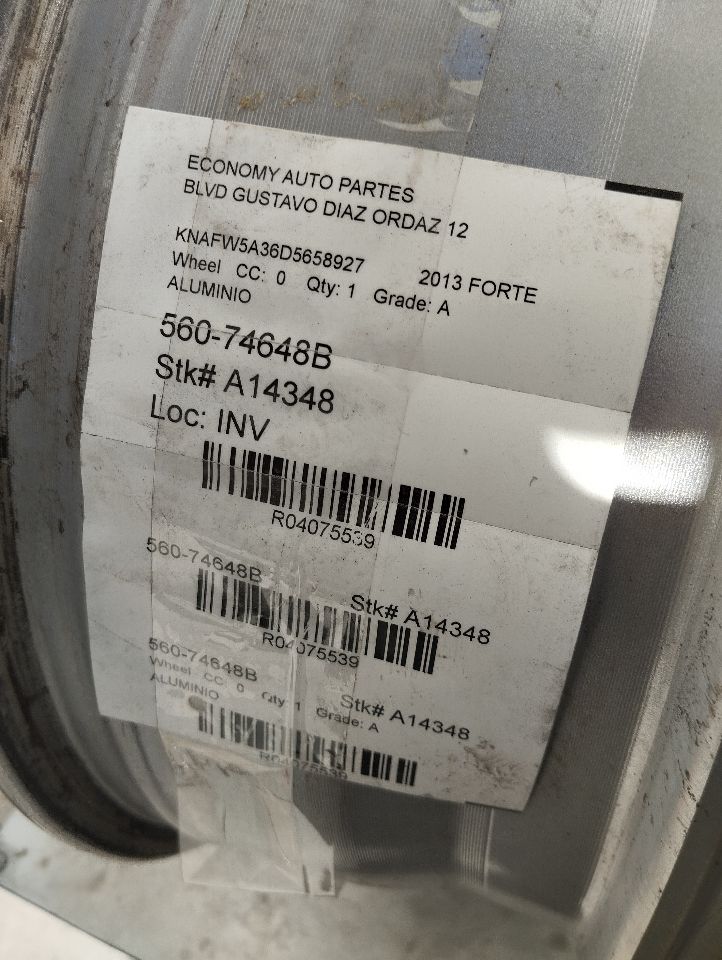 ECONOMY AUTO PARTES
BLVD GUSTAVO DIAZ ORDAZ 12
KNAFW5A36D5658927 2013 FORTE
Wheel CC: 0 Qty: 1 Grade: A
ALUMINIO
560-74648B
Stk# A14348
Loc: INV
R04075539
560-74648B Stk# A14348
R04075539
560-74648B Stk# A14348
Wheel CC: 0 Qty: 1 Grade: A
ALUMINIO
R04075539